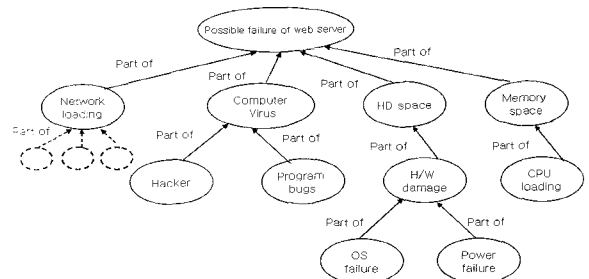 Possible failure of web server
Part of
Part of
Part of
Part of
Network
loading
Computer
Virus
HD space
Memory
space
Part of
Part of
Part of
Part of
Part of
Hacker
Program
bugs
H/W
damage
CPU
loading
Part of
Part of
OS
failure
Power
failure